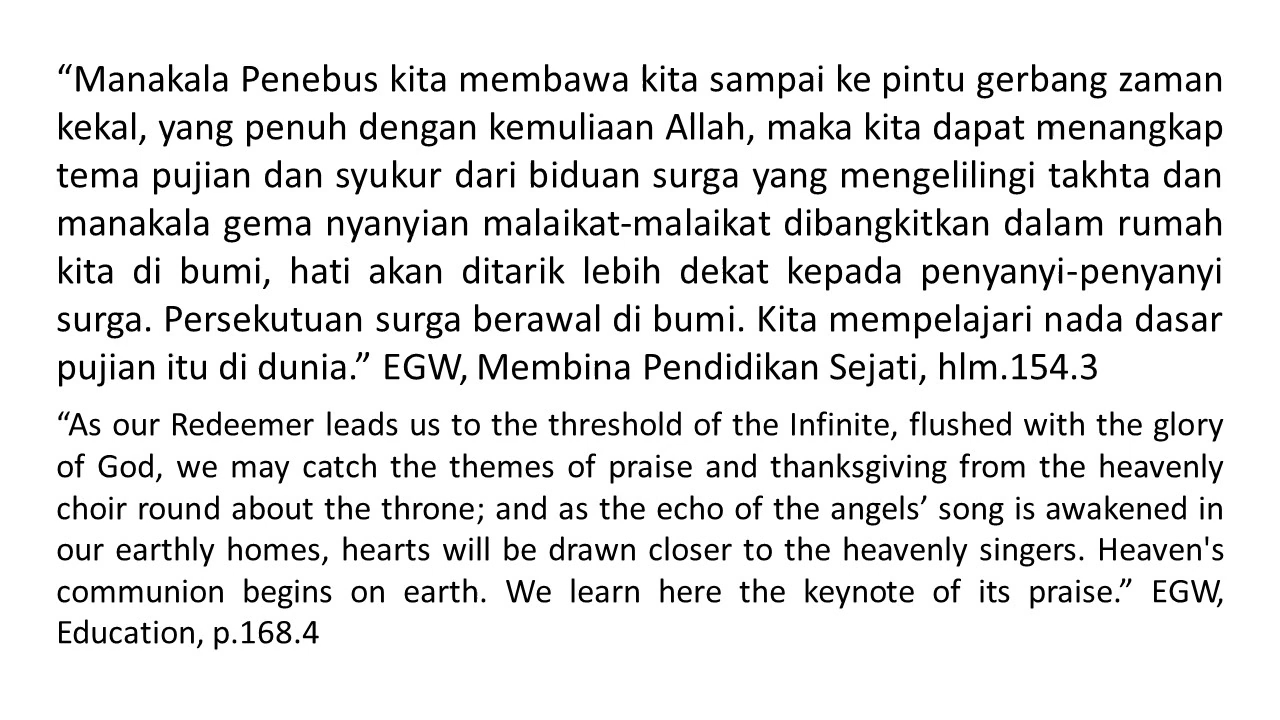 “Manakala Penebus kita membawa kita sampai ke pintu gerbang zaman
kekal, yang penuh dengan kemuliaan Allah, maka kita dapat menangkap
tema pujian dan syukur dari biduan surga yang mengelilingi takhta dan
manakala gema nyanyian malaikat-malaikat dibangkitkan dalam rumah
kita di bumi, hati akan ditarik lebih dekat kepada penyanyi-penyanyi
surga. Persekutuan surga berawal di bumi. Kita mempelajari nada dasar
pujian itu di dunia.” EGW, Membina Pendidikan Sejati, hlm.154.3
“As our Redeemer leads us to the threshold of the Infinite, flushed with the glory
of God, we may catch the themes of praise and thanksgiving from the heavenly
choir round about the throne; and as the echo of the angels’ song is awakened in
our earthly homes, hearts will be drawn closer to the heavenly singers. Heaven's
communion begins on earth. We learn here the keynote of its praise.” EGW,
Education, p.168.4